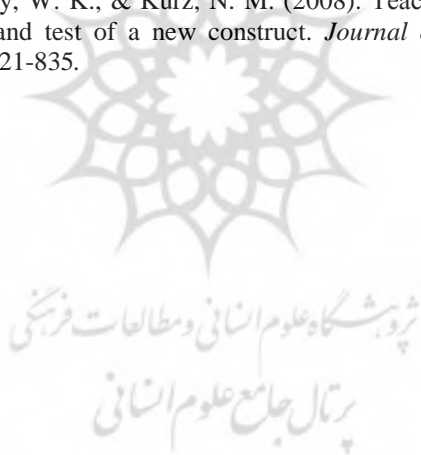 y, W. K., & Kurz, N. M. (2008). Teac
and test of a new construct. Journal
21-835.
پژوهشگاه علوم انسانی و مطالعات فرهنگی
پرتال جامع علوم انسانی